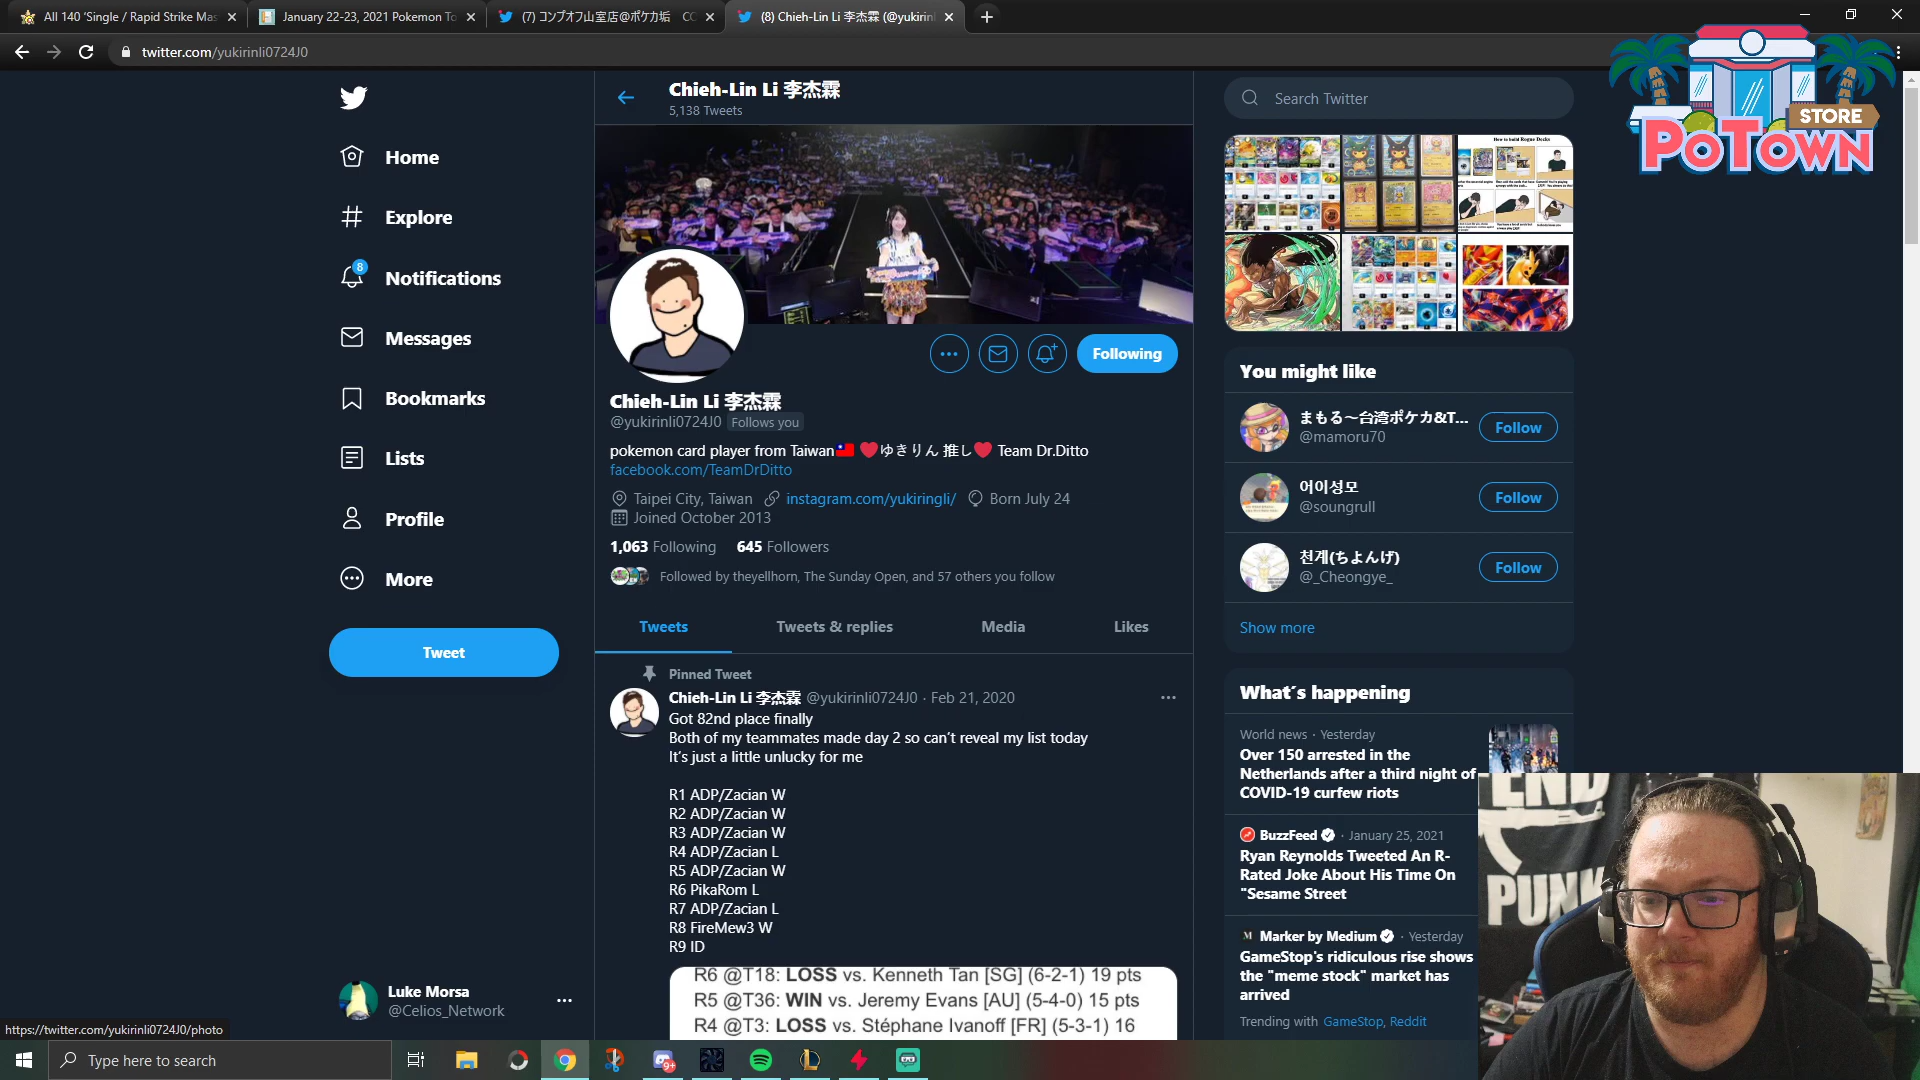 All 140 'Single / Rapid Strike Mas
January 22-23, 2021 Pokemon To
(7) コンプオフ山室店@ポケカ垢 CC
(8) Chieh-Lin Li 李杰霖 (@yukirinli
twitter.com/yukirinli0724J0
STORE
POTOWN
Home
Explore
8
Notifications
Messages
Bookmarks
Lists
Profile
More
Tweet
Luke Morsa
@Celios_Network
Chieh-Lin Li 李杰霖
5,138 Tweets
Following
Chieh-Lin Li 李杰霖
@yukirinli0724J0 Follows you
pokemon card player from Taiwan🇹🇼 ❤️ゆきりん 推し❤️ Team Dr.Ditto
facebook.com/TeamDrDitto
Taipei City, Taiwan instagram.com/yukiringli/ Born July 24
Joined October 2013
1,063 Following 645 Followers
Followed by theyellhorn, The Sunday Open, and 57 others you follow
Tweets Tweets & replies Media Likes
Pinned Tweet
Chieh-Lin Li 李杰霖 @yukirinli0724J0 · Feb 21, 2020
Got 82nd place finally
Both of my teammates made day 2 so can't reveal my list today
It's just a little unlucky for me
R1 ADP/Zacian W
R2 ADP/Zacian W
R3 ADP/Zacian W
R4 ADP/Zacian L
R5 ADP/Zacian W
R6 PikaRom L
R7 ADP/Zacian L
R8 FireMew3 W
R9 ID
R6 @T18: LOSS vs. Kenneth Tan [SG] (6-2-1) 19 pts
R5 @T36: WIN vs. Jeremy Evans [AU] (5-4-0) 15 pts
R4 @T3: LOSS vs. Stéphane Ivanoff [FR] (5-3-1) 16
Search Twitter
How to build Rogue Decks
You might like
まもる〜台湾ポケカ&T...
@mamoru70
Follow
어이성모
@soungrull
Follow
천계(ちょんげ)
@_Cheongye_
Follow
Show more
What's happening
World news · Yesterday
Over 150 arrested in the
Netherlands after a third night of
COVID-19 curfew riots
BuzzFeed · January 25, 2021
Ryan Reynolds Tweeted An R-
Rated Joke About His Time On
"Sesame Street
M Marker by Medium · Yesterday
GameStop's ridiculous rise shows
the "meme stock" market has
arrived
Trending with GameStop, Reddit
END
PUNK
https://twitter.com/yukirinli0724J0/photo
Type here to search
9+